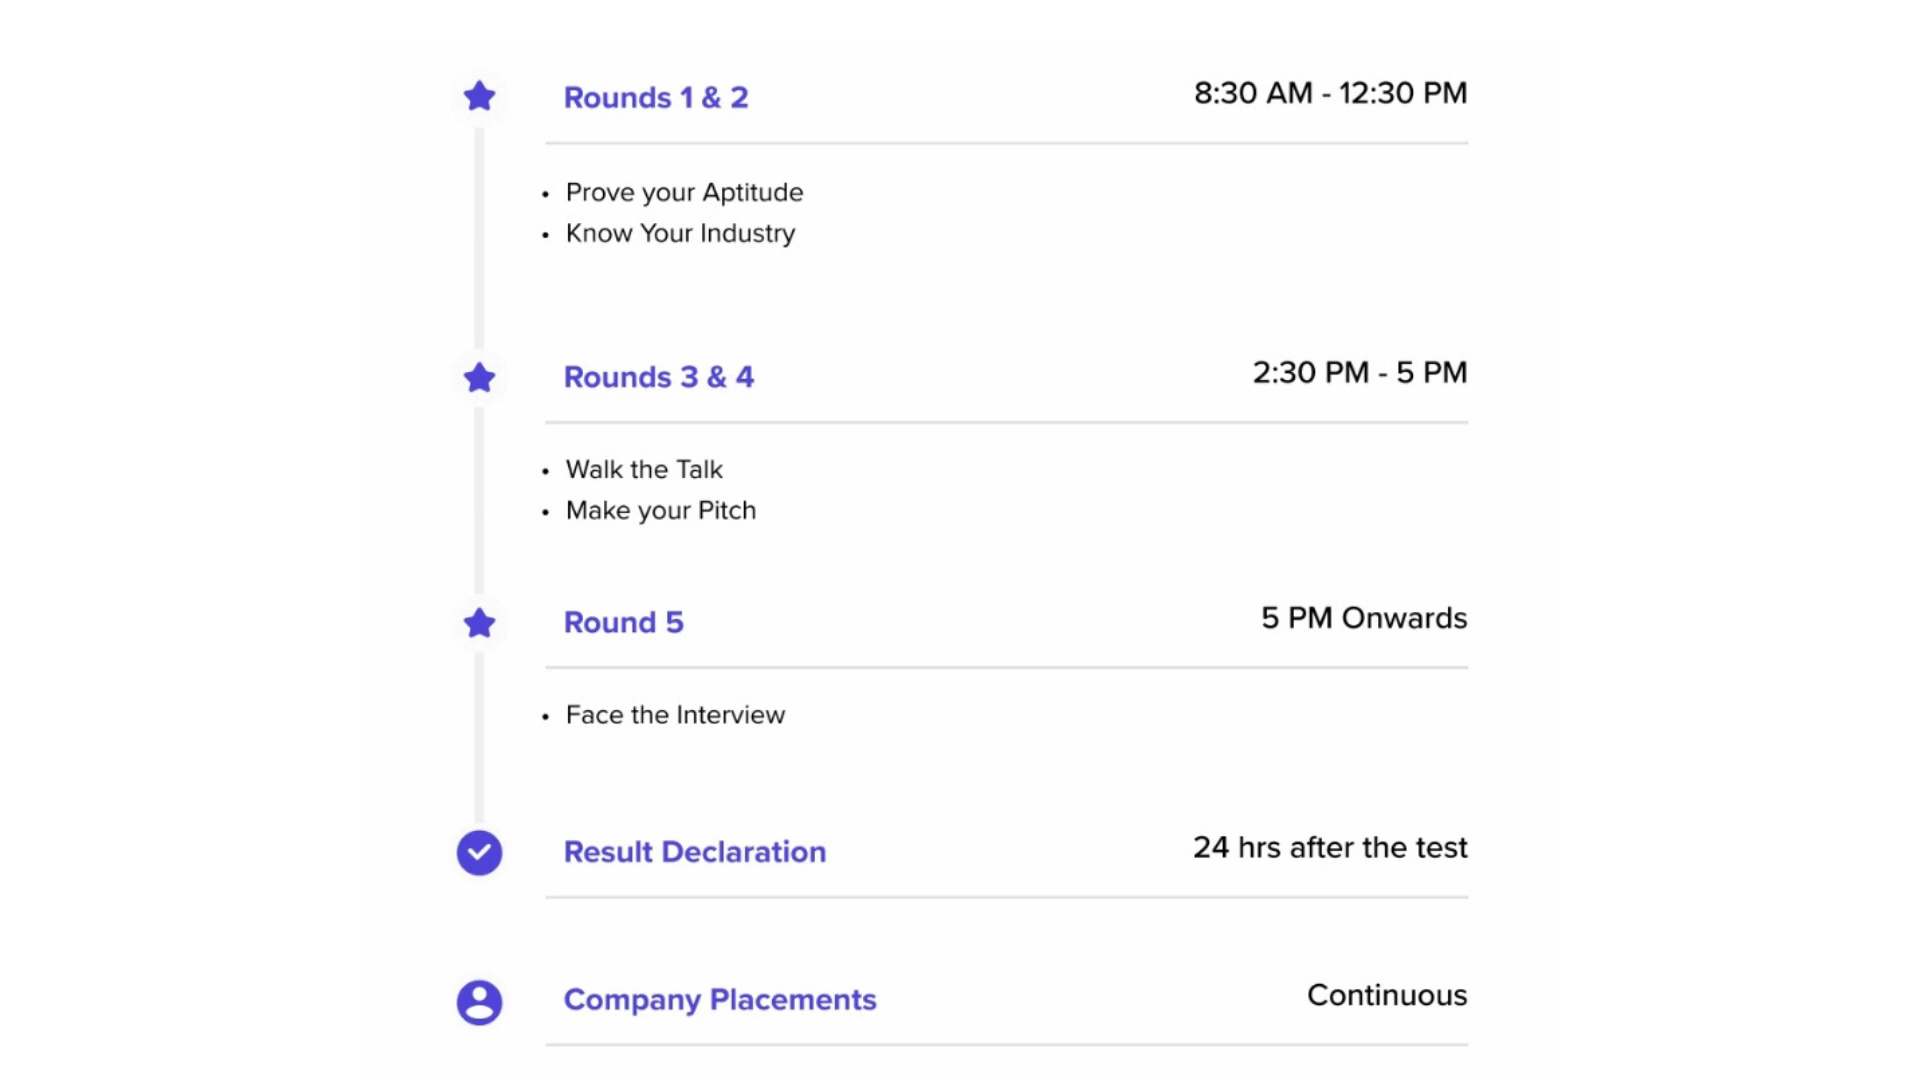 Rounds 1 & 2 8:30 AM - 12:30 PM
• Prove your Aptitude
• Know Your Industry
Rounds 3 & 4 2:30 PM - 5 PM
• Walk the Talk
• Make your Pitch
Round 5 5 PM Onwards
• Face the Interview
Result Declaration 24 hrs after the test
Company Placements Continuous